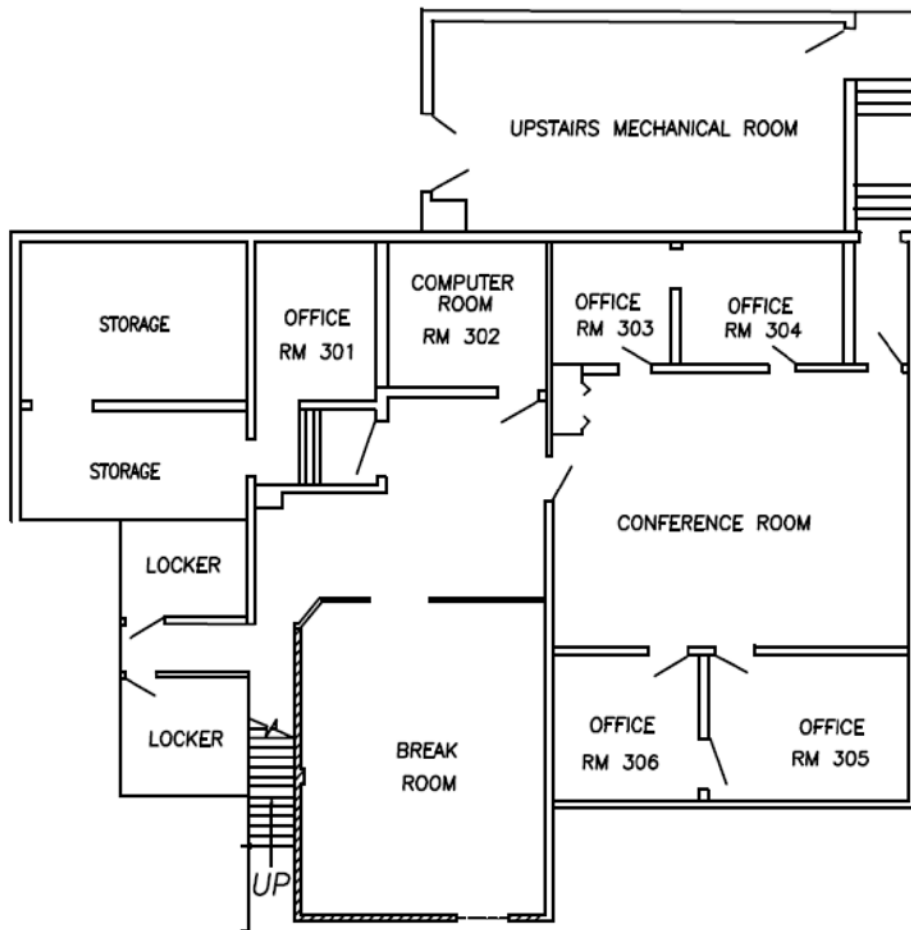 UPSTAIRS MECHANICAL ROOM
STORAGE
OFFICE
RM 301
COMPUTER
ROOM
RM 302
OFFICE
RM 303
OFFICE
RM 304
STORAGE
CONFERENCE ROOM
LOCKER
LOCKER
BREAK
ROOM
OFFICE
RM 306
OFFICE
RM 305
UP